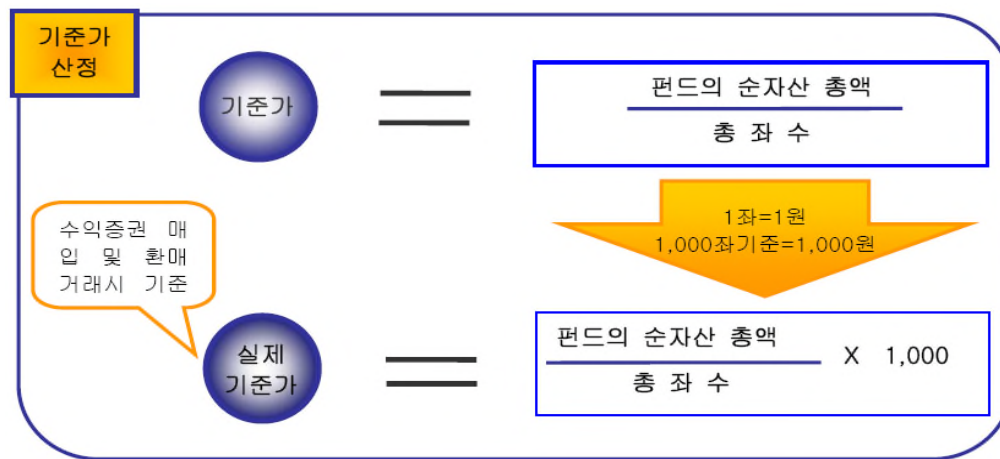 기준가
산정
기준가
펀드의 순자산 총액
총 좌 수
1좌=1원
1,000좌기준=1,000원
수익증권 매
입 및 환매
거래시 기준
실제
기준가
펀드의 순자산 총액
총 좌 수
X 1,000